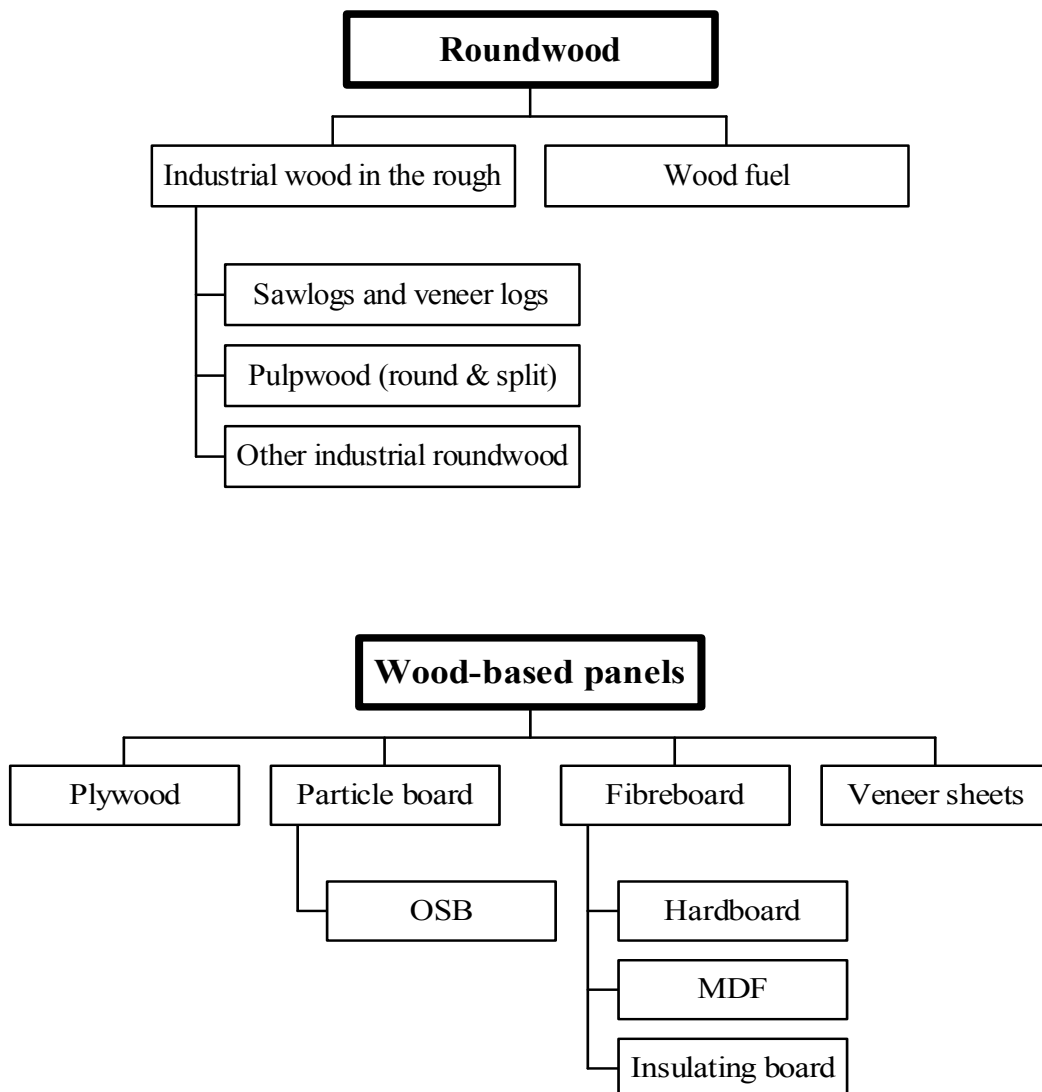 Roundwood
Industrial wood in the rough
Wood fuel
Sawlogs and veneer logs
Pulpwood (round & split)
Other industrial roundwood
Wood-based panels
Plywood
Particle board
Fibreboard
Veneer sheets
OSB
Hardboard
MDF
Insulating board